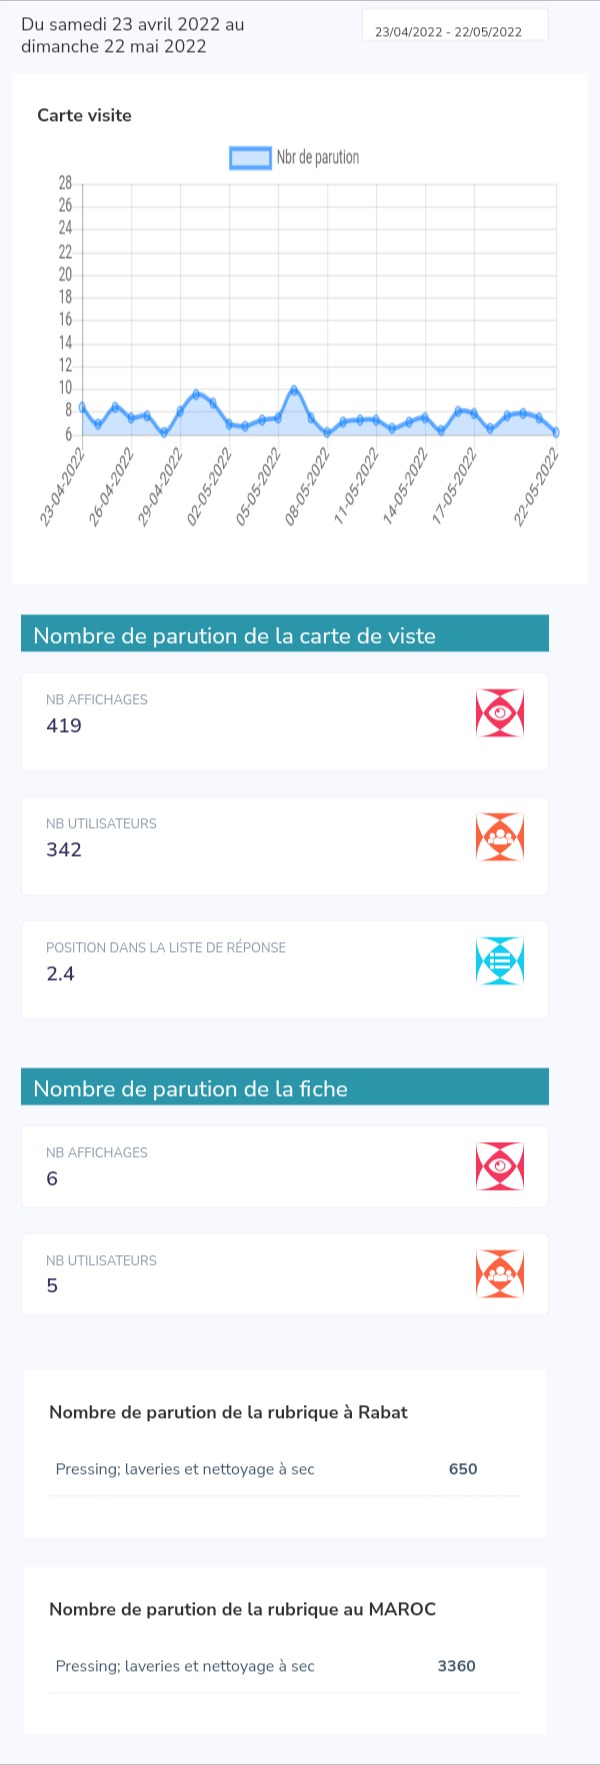 Du samedi 23 avril 2022 au
dimanche 22 mai 2022
23/04/2022 - 22/05/2022
Carte visite
Nbr de parution
28
26
24
22
20
18
16
14
12
10
8
6
23-04-2022
26-04-2022
29-04-2022
02-05-2022
05-05-2022
08-05-2022
11-05-2022
14-05-2022
17-05-2022
22-05-2022
Nombre de parution de la carte de viste
NB AFFICHAGES
419
NB UTILISATEURS
342
POSITION DANS LA LISTE DE RÉPONSE
2.4
Nombre de parution de la fiche
NB AFFICHAGES
6
NB UTILISATEURS
5
Nombre de parution de la rubrique à Rabat
Pressing; laveries et nettoyage à sec 650
Nombre de parution de la rubrique au MAROC
Pressing; laveries et nettoyage à sec 3360